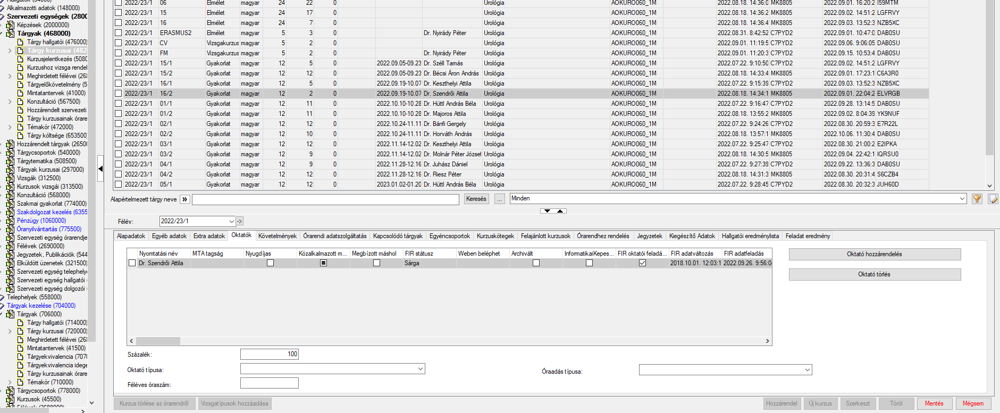 Alkalmazotti adatok (148000)
Szervezeti egységek (2800
Képzések (2000000)
Tárgyak (468000)
Tárgy hallgatói (476000)
Tárgy kurzusai (482
Kurzusjelentkezés (5080
Kurzushoz vizsga rendel
Meghirdetett félévei (268
Tárgyelőkövetelmény (5
Mintatantervek (41000)
Konzultáció (567500)
Hozzárendelt szervezeti
Tárgy kurzusainak órare
Témakör (472000)
Tárgy költsége (653500)
Hozzárendelt tárgyak (26500
Tárgycsoportok (540000)
Tárgytematika (508500)
Tárgyak kurzusai (297000)
Vizsgák (312500)
Kurzusok vizsgái (313500)
Konzultáció (568000)
Szakmai gyakorlat (774000)
Szakdolgozat kezelés (6355
Pénzügy (1060000)
Óranyilvántartás (775500)
Szervezeti egység órarendje
Félévek (2690000)
Jegyzetek, Publikációk (544
Elküldött üzenetek (321500)
Szervezeti egység telephelye
Szervezeti egység hallgatói (
Szervezeti egység dolgozói (
Telephelyek (558000)
Tárgyak kezelése (704000)
Tárgyak (706000)
Tárgy hallgatói (714000)
Tárgy kurzusai (720000)
Meghirdetett félévei (268
Mintatantervek (41500)
Tárgyekvivalencia (7070
Tárgyekvivalencia idege
Tárgy kurzusainak órare
Témakör (710000)
Tárgycsoportok (778000)
Kurzusok (45500)
Félévek (2688000)
2022/23/1 06 Elmélet magyar 24 22 0 Urológia AOKURO060_1M 2022.08.18. 14:36:0 MK8805 2022.09.01. 16:20:2 I59MTM
2022/23/1 15 Elmélet magyar 24 17 0 Urológia AOKURO060_1M 2022.08.18. 14:36:2 MK8805 2022.09.02. 14:51:2 LGFRVY
2022/23/1 16 Elmélet magyar 24 7 0 Urológia AOKURO060_1M 2022.08.18. 14:36:4 MK8805 2022.09.03. 13:52:3 NZB5XC
2022/23/1 ERASMUS2 Elmélet magyar 5 3 0 Dr. Nyirády Péter Urológia AOKURO060_1M 2022.08.31. 8:42:52 C7PYD2 2022.09.01. 10:47:0 DAB0SU
2022/23/1 CV Vizsgakurzus magyar 5 2 0 Urológia AOKURO060_1M 2022.09.01. 11:19:5 C7PYD2 2022.09.06. 9:06:05 DAB0SU
2022/23/1 FM Vizsgakurzus magyar 5 2 0 Dr. Nyirády Péter Urológia AOKURO060_1M 2022.09.01. 11:20:3 C7PYD2 2022.09.15. 10:53:4 DAB0SU
2022/23/1 15/1 Gyakorlat magyar 12 5 0 2022.09.05-09.23 Dr. Széll Tamás Urológia AOKURO060_1M 2022.07.22. 9:10:50 C7PYD2 2022.09.02. 14:51:2 LGFRVY
2022/23/1 15/2 Gyakorlat magyar 12 12 0 2022.09.05-09.23 Dr. Bécsi Áron András Urológia AOKURO060_1M 2022.08.18. 14:33:4 MK8805 2022.09.01. 17:23:1 C6A3R0
2022/23/1 16/1 Gyakorlat magyar 12 5 0 2022.09.19-10.07 Dr. Keszthelyi Attila Urológia AOKURO060_1M 2022.07.22. 9:15:39 C7PYD2 2022.09.03. 13:52:3 NZB5XC
2022/23/1 16/2 Gyakorlat magyar 12 2 0 2022.09.19-10.07 Dr. Szendrői Attila Urológia AOKURO060_1M 2022.08.18. 14:34:1 MK8805 2022.09.01. 22:04:2 ELVRGB
2022/23/1 01/1 Gyakorlat magyar 12 11 0 2022.10.10-10.28 Dr. Hüttl András Béla Urológia AOKURO060_1M 2022.07.22. 9:16:47 C7PYD2 2022.09.28. 13:14:5 DAB0SU
2022/23/1 01/2 Gyakorlat magyar 12 11 0 2022.10.10-10.28 Dr. Majoros Attila Urológia AOKURO060_1M 2022.08.18. 13:55:2 MK8805 2022.09.02. 8:04:39 YK9NUF
2022/23/1 02/1 Gyakorlat magyar 12 12 0 2022.10.24-11.11 Dr. Bánfi Gergely Urológia AOKURO060_1M 2022.07.22. 9:24:26 C7PYD2 2022.08.30. 20:59:3 E7R22L
2022/23/1 02/2 Gyakorlat magyar 12 10 0 2022.10.24-11.11 Dr. Horváth András Urológia AOKURO060_1M 2022.08.18. 13:57:1 MK8805 2022.10.06. 11:30:4 DAB0SU
2022/23/1 03/1 Gyakorlat magyar 12 12 0 2022.11.14-12.02 Dr. Keszthelyi Attila Urológia AOKURO060_1M 2022.07.22. 9:25:47 C7PYD2 2022.08.30. 21:00:2 E2IPKA
2022/23/1 03/2 Gyakorlat magyar 12 9 0 2022.11.14-12.02 Dr. Molnár Péter József Urológia AOKURO060_1M 2022.08.18. 14:30:5 MK8805 2022.09.04. 22:42:1 IQRSU0
2022/23/1 04/1 Gyakorlat magyar 12 9 0 2022.11.28-12.16 Dr. Juhász Dániel Urológia AOKURO060_1M 2022.07.22. 9:27:39 C7PYD2 2022.09.22. 13:36:3 DAB0SU
2022/23/1 04/2 Gyakorlat magyar 12 12 0 2022.11.28-12.16 Dr. Riesz Péter Urológia AOKURO060_1M 2022.08.18. 14:31:3 MK8805 2022.08.30. 20:31:4 S6CZB4
2022/23/1 05/1 Gyakorlat magyar 12 12 0 2023.01.02-01.20 Dr. Hüttl András Béla Urológia AOKURO060_1M 2022.07.22. 9:28:45 C7PYD2 2022.08.30. 20:32:3 JUH60D
Alapértelmezett tárgy neve » Keresés ... Minden
Félév: 2022/23/1 ->
Alapadatok Egyéb adatok Extra adatok Oktatók Követelmények Órarendi adatszolgáltatás Kapcsolódó tárgyak Egyéncsoportok Kurzuskötegek Felajánlott kurzusok Órarendhez rendelés Jegyzetek Kiegészítő Adatok Hallgatói eredménylista Feladat eredmény
Nyomtatási név MTA tagság Nyugdíjas Közalkalmazott m... Megbízott máshol FIR státusz Weben beléphet Archivált InformatikaiKepes... FIR oktatói feladá... FIR adatváltozás FIR adatfeladás
Dr. Szendrői Attila Sárga 2018.10.01. 12:03:1 2022.09.26. 9:56:0
Oktató hozzárendelés
Oktató törlés
Százalék: 100
Oktató típusa: Óraadás típusa:
Féléves óraszám:
Kurzus törlése az órarendről Vizsgatípusok hozzáadása Hozzárendel Új kurzus Szerkeszt Töröl Mentés Mégsem